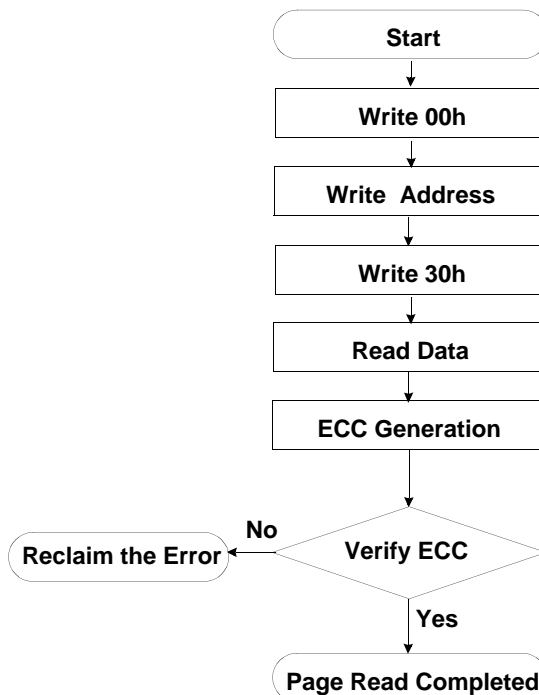 Start
Write 00h
Write Address
Write 30h
Read Data
ECC Generation
No
Reclaim the Error
Verify ECC
Yes
Page Read Completed